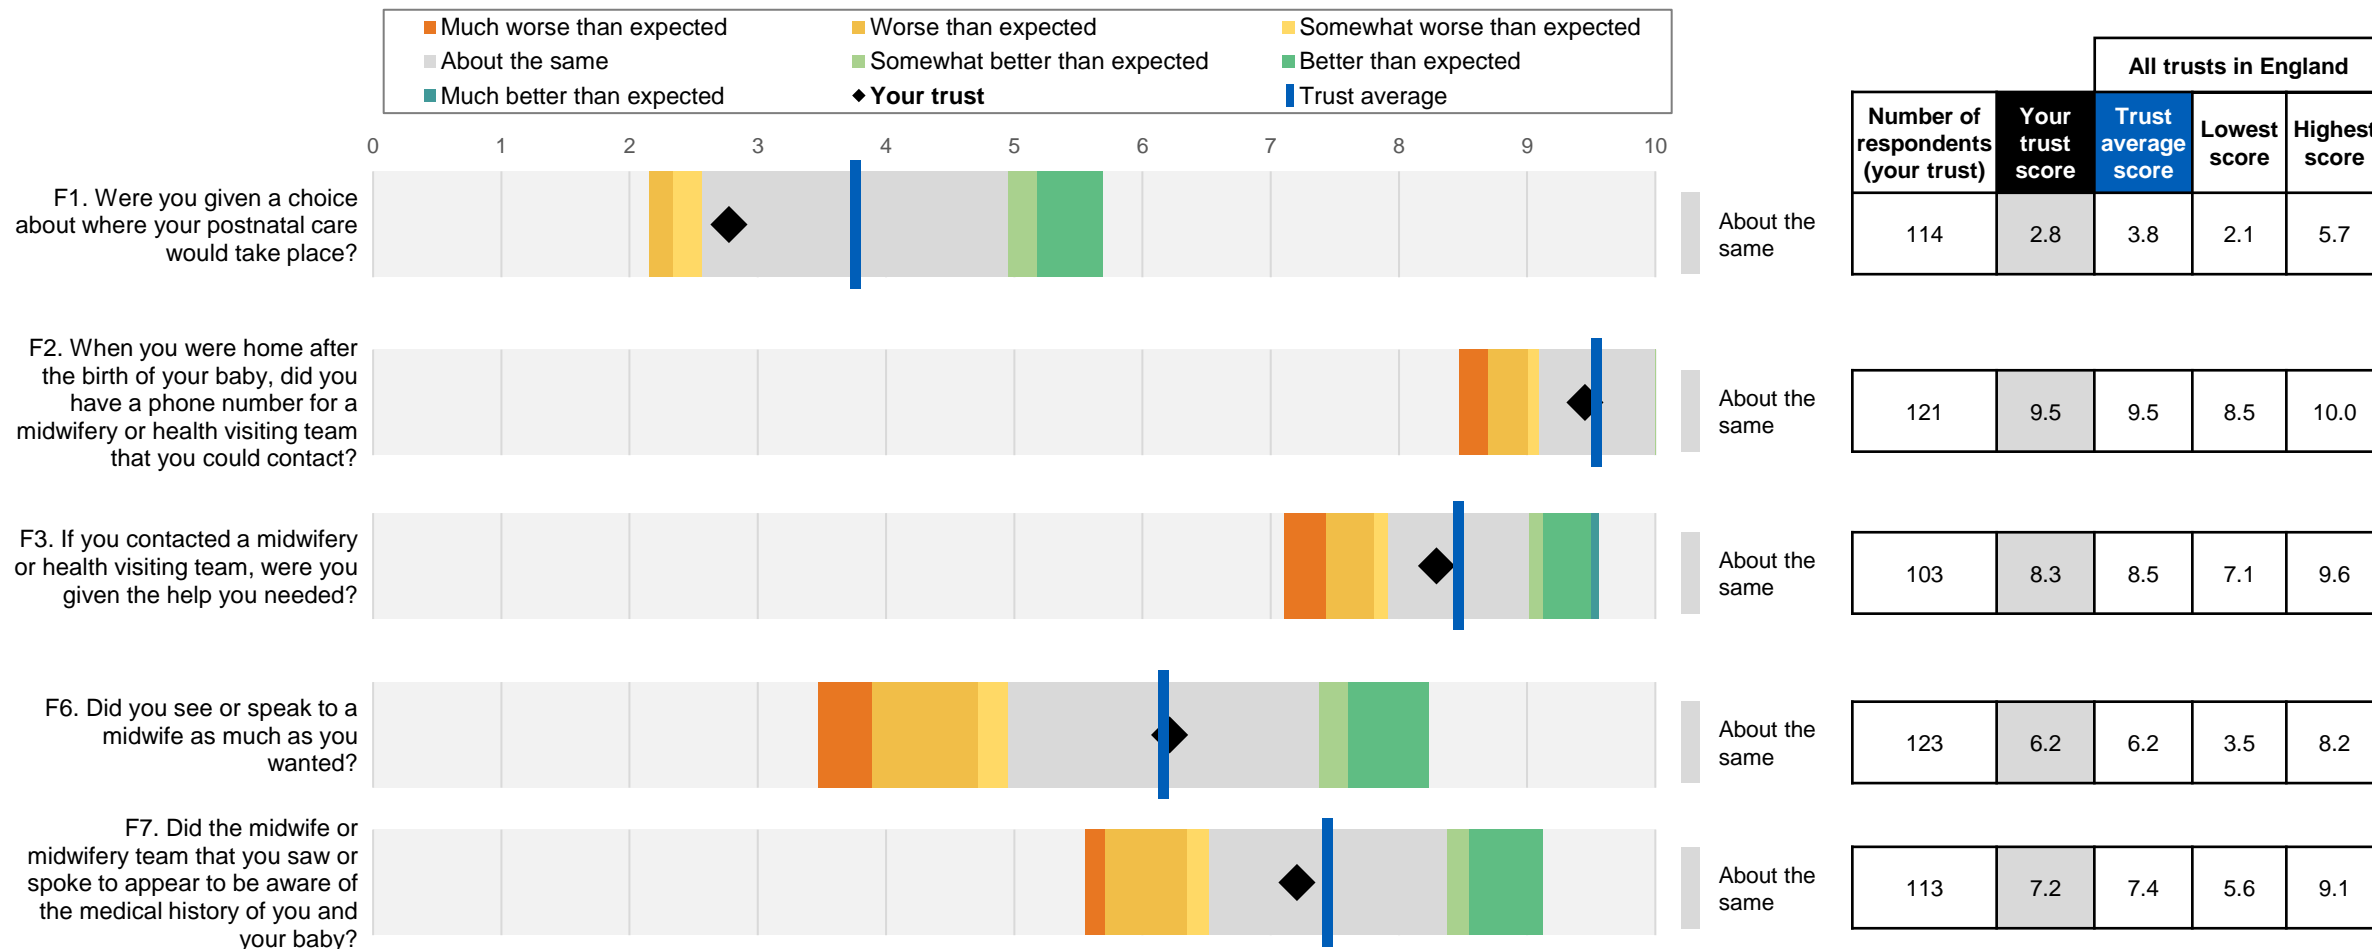 Much worse than expected
Worse than expected
Somewhat worse than expected
About the same
Somewhat better than expected
Better than expected
Much better than expected
Your trust
Trust average
All trusts in England
Number of
respondents
(your trust)
Your
trust
score
Trust
average
score
Lowest
score
Highest
score
0 1 2 3 4 5 6 7 8 9 10
F1. Were you given a choice
about where your postnatal care
would take place?
About the
same
114 2.8 3.8 2.1 5.7
F2. When you were home after
the birth of your baby, did you
have a phone number for a
midwifery or health visiting team
that you could contact?
About the
same
121 9.5 9.5 8.5 10.0
F3. If you contacted a midwifery
or health visiting team, were you
given the help you needed?
About the
same
103 8.3 8.5 7.1 9.6
F6. Did you see or speak to a
midwife as much as you
wanted?
About the
same
123 6.2 6.2 3.5 8.2
F7. Did the midwife or
midwifery team that you saw or
spoke to appear to be aware of
the medical history of you and
your baby?
About the
same
113 7.2 7.4 5.6 9.1